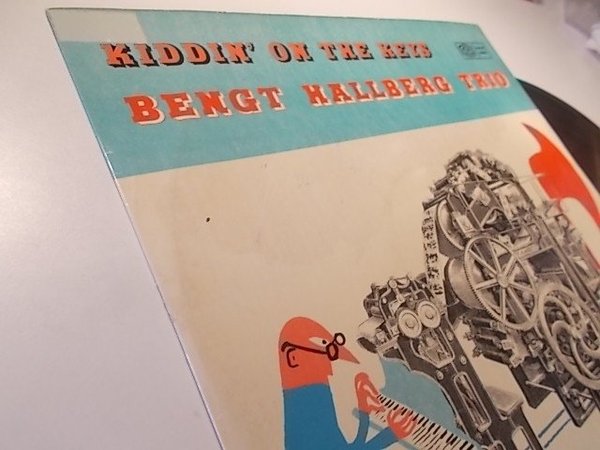 KIDDIN' ON THE KEYS
BENGT HALLBERG TRIO